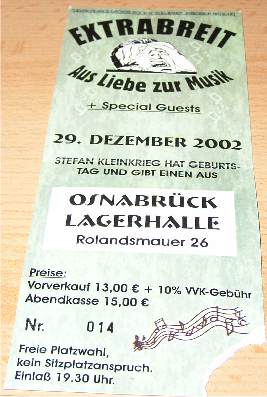 EXTRABREIT
Aus Liebe zur Musik
+ Special Guests
29. DEZEMBER 2002
STEFAN KLEINKRIEG HAT GEBURTS-
TAG UND GIBT EINEN AUS
OSNABRÜCK
LAGERHALLE
Rolandsmauer 26
Preise:
Vorverkauf 13,00 € + 10% VVK-Gebühr
Abendkasse 15,00 €
Nr. 014
Freie Platzwahl,
kein Sitzplatzanspruch.
Einlaß 19.30 Uhr.